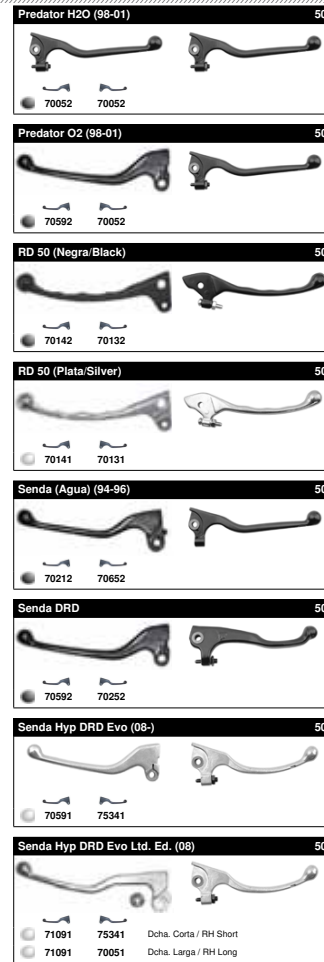 Predator H2O (98-01) 50
70052 70052
Predator O2 (98-01) 50
70592 70052
RD 50 (Negra/Black) 50
70142 70132
RD 50 (Plata/Silver) 50
70141 70131
Senda (Agua) (94-96) 50
70212 70652
Senda DRD 50
70592 70252
Senda Hyp DRD Evo (08-) 50
70591 75341
Senda Hyp DRD Evo Ltd. Ed. (08) 50
71091 75341 Dcha. Corta / RH Short
71091 70051 Dcha. Larga / RH Long